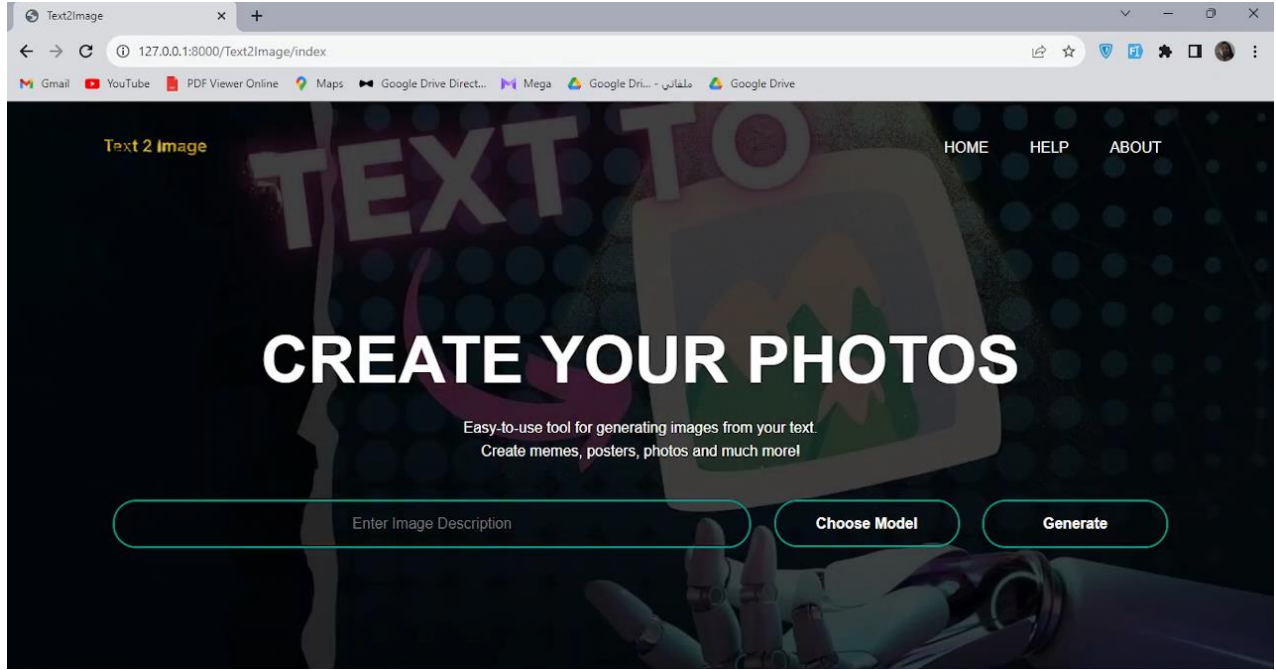 Text2Image
127.0.0.1:8000/Text2Image/index
Gmail YouTube PDF Viewer Online Maps Google Drive Direct... Mega Google Dri... - ملفاتي Google Drive
Text 2 Image HOME HELP ABOUT
TEXT TO
CREATE YOUR PHOTOS
Easy-to-use tool for generating images from your text.
Create memes, posters, photos and much more!
Enter Image Description Choose Model Generate